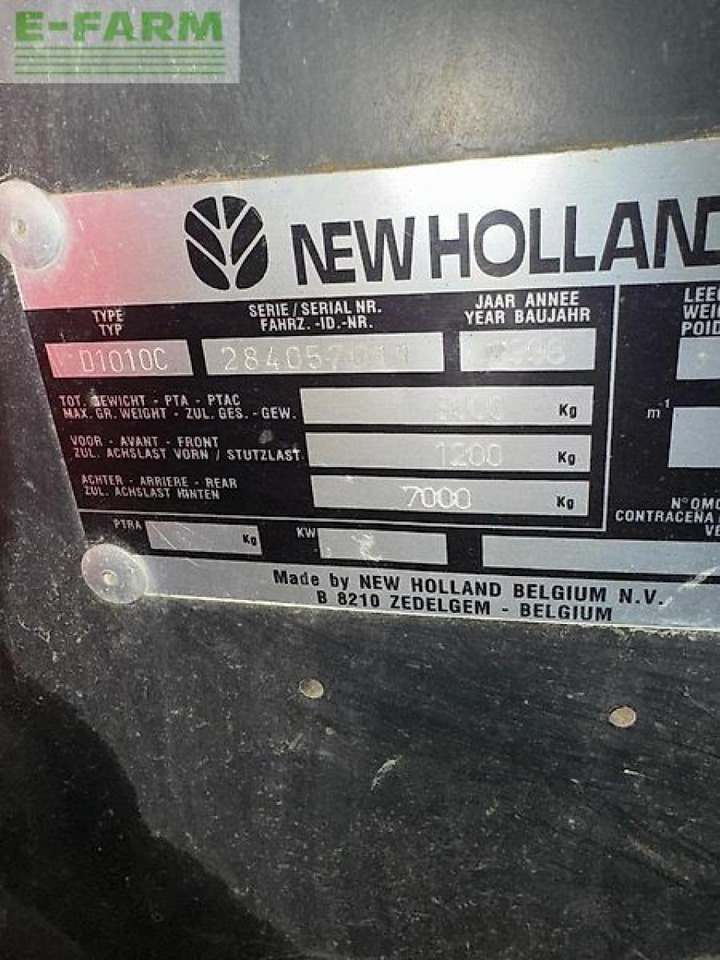 E-FARM
NEW HOLLAND
TYPE
TYP
SERIE / SERIAL NR.
FAHRZ. -ID.-NR.
JAAR ANNEE
YEAR BAUJAHR
D1010C
TOT. GEWICHT - PTA - PTAC
MAX. GR. WEIGHT - ZUL. GES.- GEW.
Kg
VOOR - AVANT - FRONT
ZUL. ACHSLAST VORN / STUTZLAST
1200 Kg
ACHTER - ARRIERE - REAR
ZUL. ACHSLAST HINTEN
7000 Kg
m-1
PTRA
Kg
KW
Made by NEW HOLLAND BELGIUM N.V.
B 8210 ZEDELGEM - BELGIUM